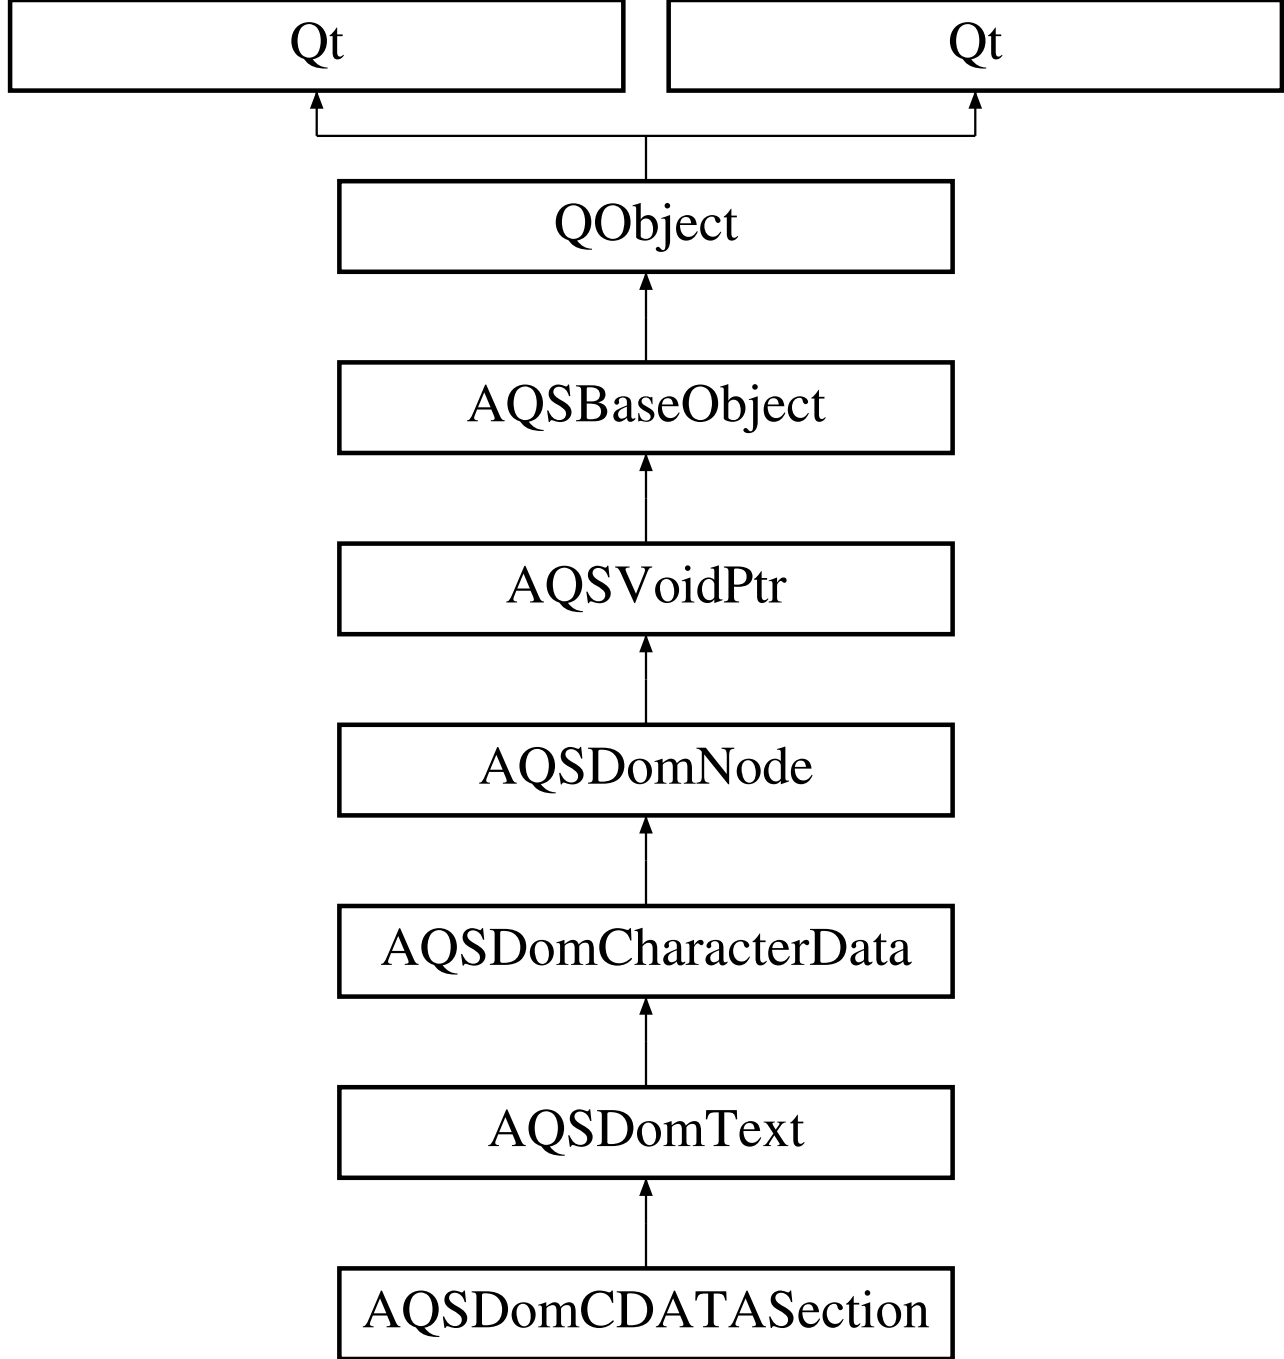 Qt
Qt
QObject
AQSBaseObject
AQSVoidPtr
AQSDomNode
AQSDomCharacterData
AQSDomText
AQSDomCDATASection